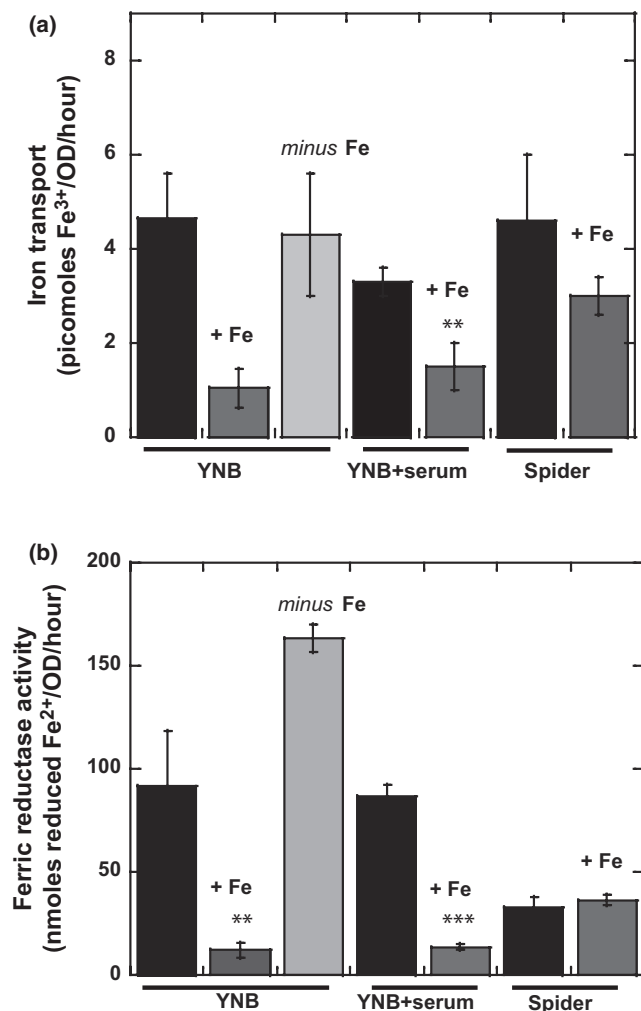 (a)
Iron transport
(picomoles Fe³⁺/OD/hour)
8
6
4
2
0
minus Fe
+ Fe
+ Fe
**
+ Fe
YNB
YNB+serum
Spider
(b)
Ferric reductase activity
(nmoles reduced Fe²⁺/OD/hour)
200
150
100
50
0
minus Fe
+ Fe
**
+ Fe
***
+ Fe
YNB
YNB+serum
Spider